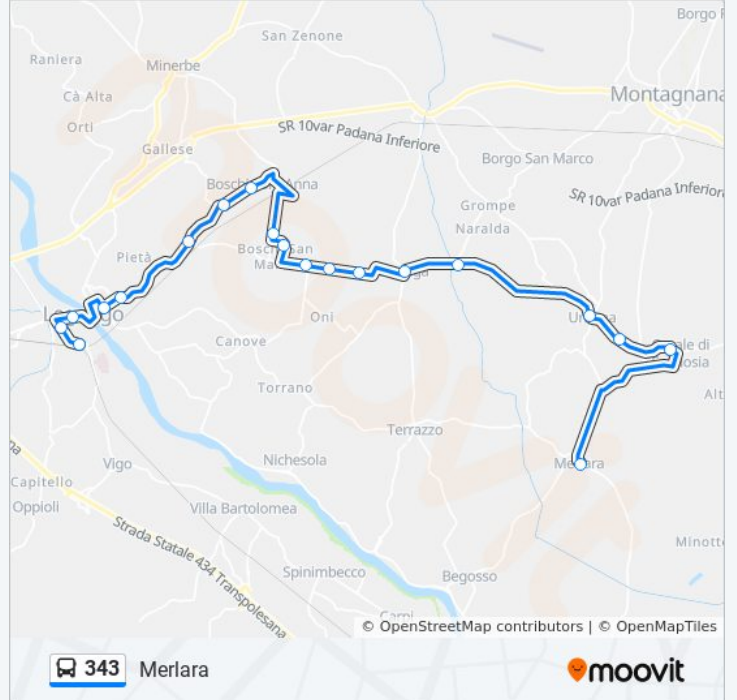 Borgo
San Zenone
Raniera
Minerbe
Cà Alta
Montagnana
Orti
SR 10var Padana Inferiore
Gallese
Borgo San Marco
Anna
SR 10var Padana Inferior
Grompe
Naralda
Pietà
Oni
Canove
Torrano
Terrazzo
Nichesola
Merlara
Vigo
Capitello
Oppioli
Villa Bartolomea
Strada Statale 434 Transpolesana
Spinimbecco
Begosso
© OpenStreetMap contributors | © OpenMapTiles
343 Merlara
moovit